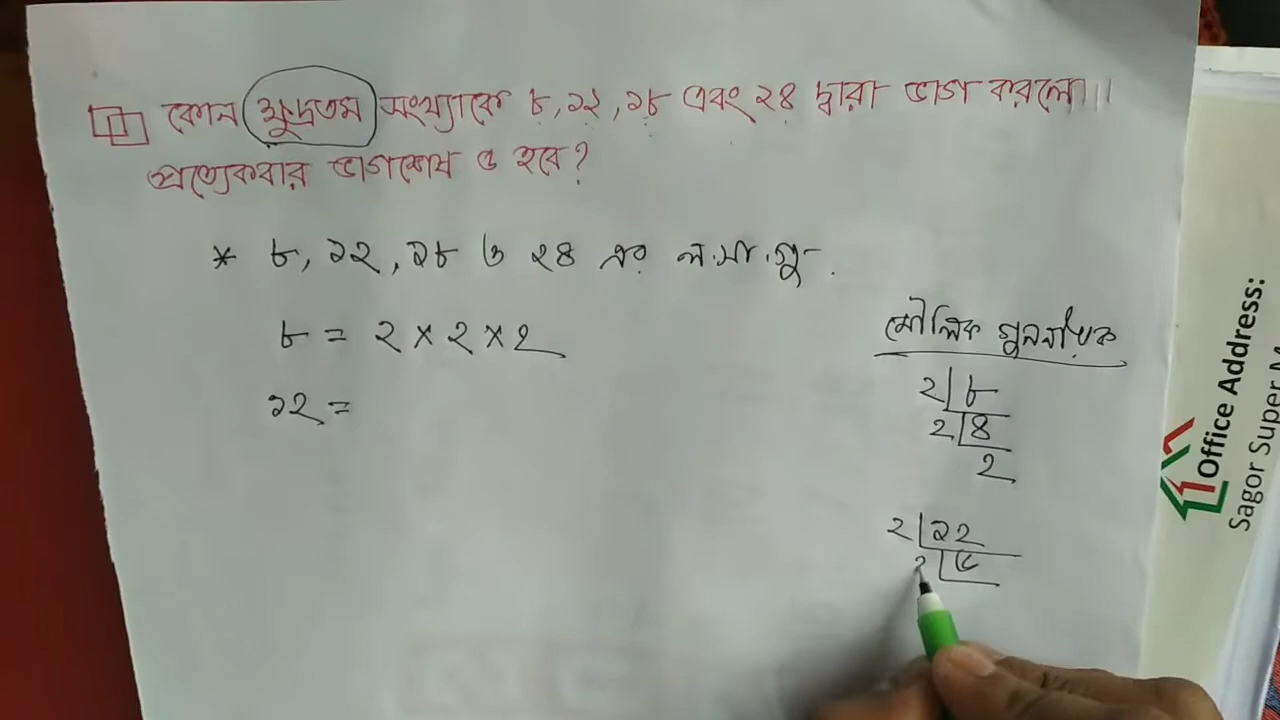 কোন ক্ষুদ্রতম সংখ্যাকে ৮, ১২, ১৮ এবং ২৪ দ্বারা ভাগ করলে।।
প্রত্যেকবার ভাগশেষ ৩ হবে?
* ৮, ১২, ১৮ ও ২৪ এর ল.সা.গু-.
৮ = ২ × ২ × ২
১২ =
মৌলিক গুননীয়ক
২ | ৮
২ | ৪
২
২ | ১২
২ | ৬
Office Address:
Sagor Super M